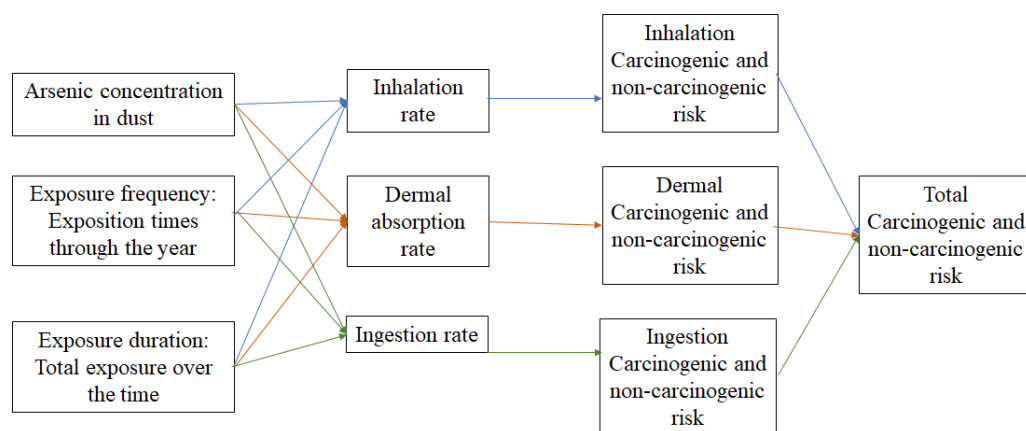 Arsenic concentration
in dust
Exposure frequency:
Exposition times
through the year
Exposure duration:
Total exposure over
the time
Inhalation
rate
Dermal
absorption
rate
Ingestion rate
Inhalation
Carcinogenic and
non-carcinogenic
risk
Dermal
Carcinogenic and
non-carcinogenic
risk
Ingestion
Carcinogenic and
non-carcinogenic
risk
Total
Carcinogenic and
non-carcinogenic
risk